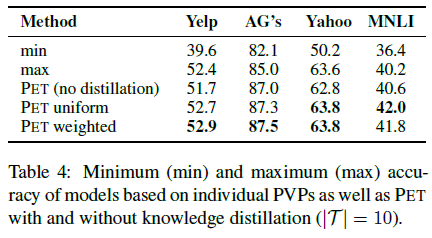 Method Yelp AG's Yahoo MNLI
min 39.6 82.1 50.2 36.4
max 52.4 85.0 63.6 40.2
PET (no distillation) 51.7 87.0 62.8 40.6
PET uniform 52.7 87.3 63.8 42.0
PET weighted 52.9 87.5 63.8 41.8
Table 4: Minimum (min) and maximum (max) accu-
racy of models based on individual PVPs as well as PET
with and without knowledge distillation (|𝒯| = 10).